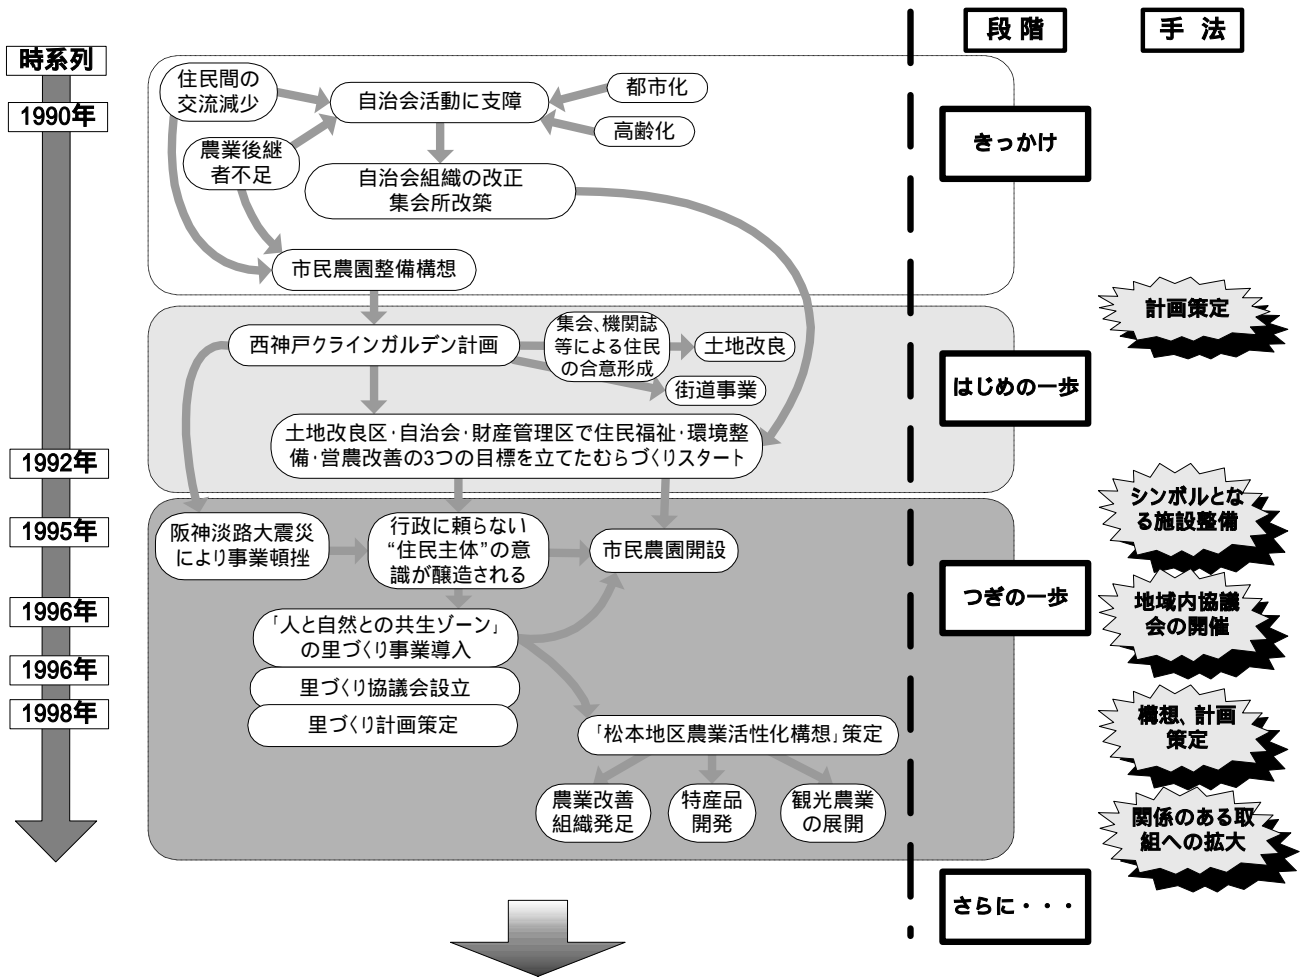 段階
手 法
時系列
1990年
1992年
1995年
1996年
1996年
1998年
住民間の
交流減少
自治会活動に支障
都市化
高齢化
農業後継
者不足
自治会組織の改正
集会所改築
市民農園整備構想
きっかけ
計画策定
西神戸クラインガルデン計画
集会、機関誌
等による住民
の合意形成
土地改良
街道事業
土地改良区・自治会・財産管理区で住民福祉・環境整
備・営農改善の3つの目標を立てたむらづくりスタート
はじめの一歩
阪神淡路大震災
により事業頓挫
行政に頼らない
“住民主体”の意
識が醸造される
市民農園開設
「人と自然との共生ゾーン」
の里づくり事業導入
里づくり協議会設立
里づくり計画策定
「松本地区農業活性化構想」策定
農業改善
組織発足
特産品
開発
観光農業
の展開
つぎの一歩
シンボルとな
る施設整備
地域内協議
会の開催
構想、計画
策定
関係のある取
組への拡大
さらに・・・